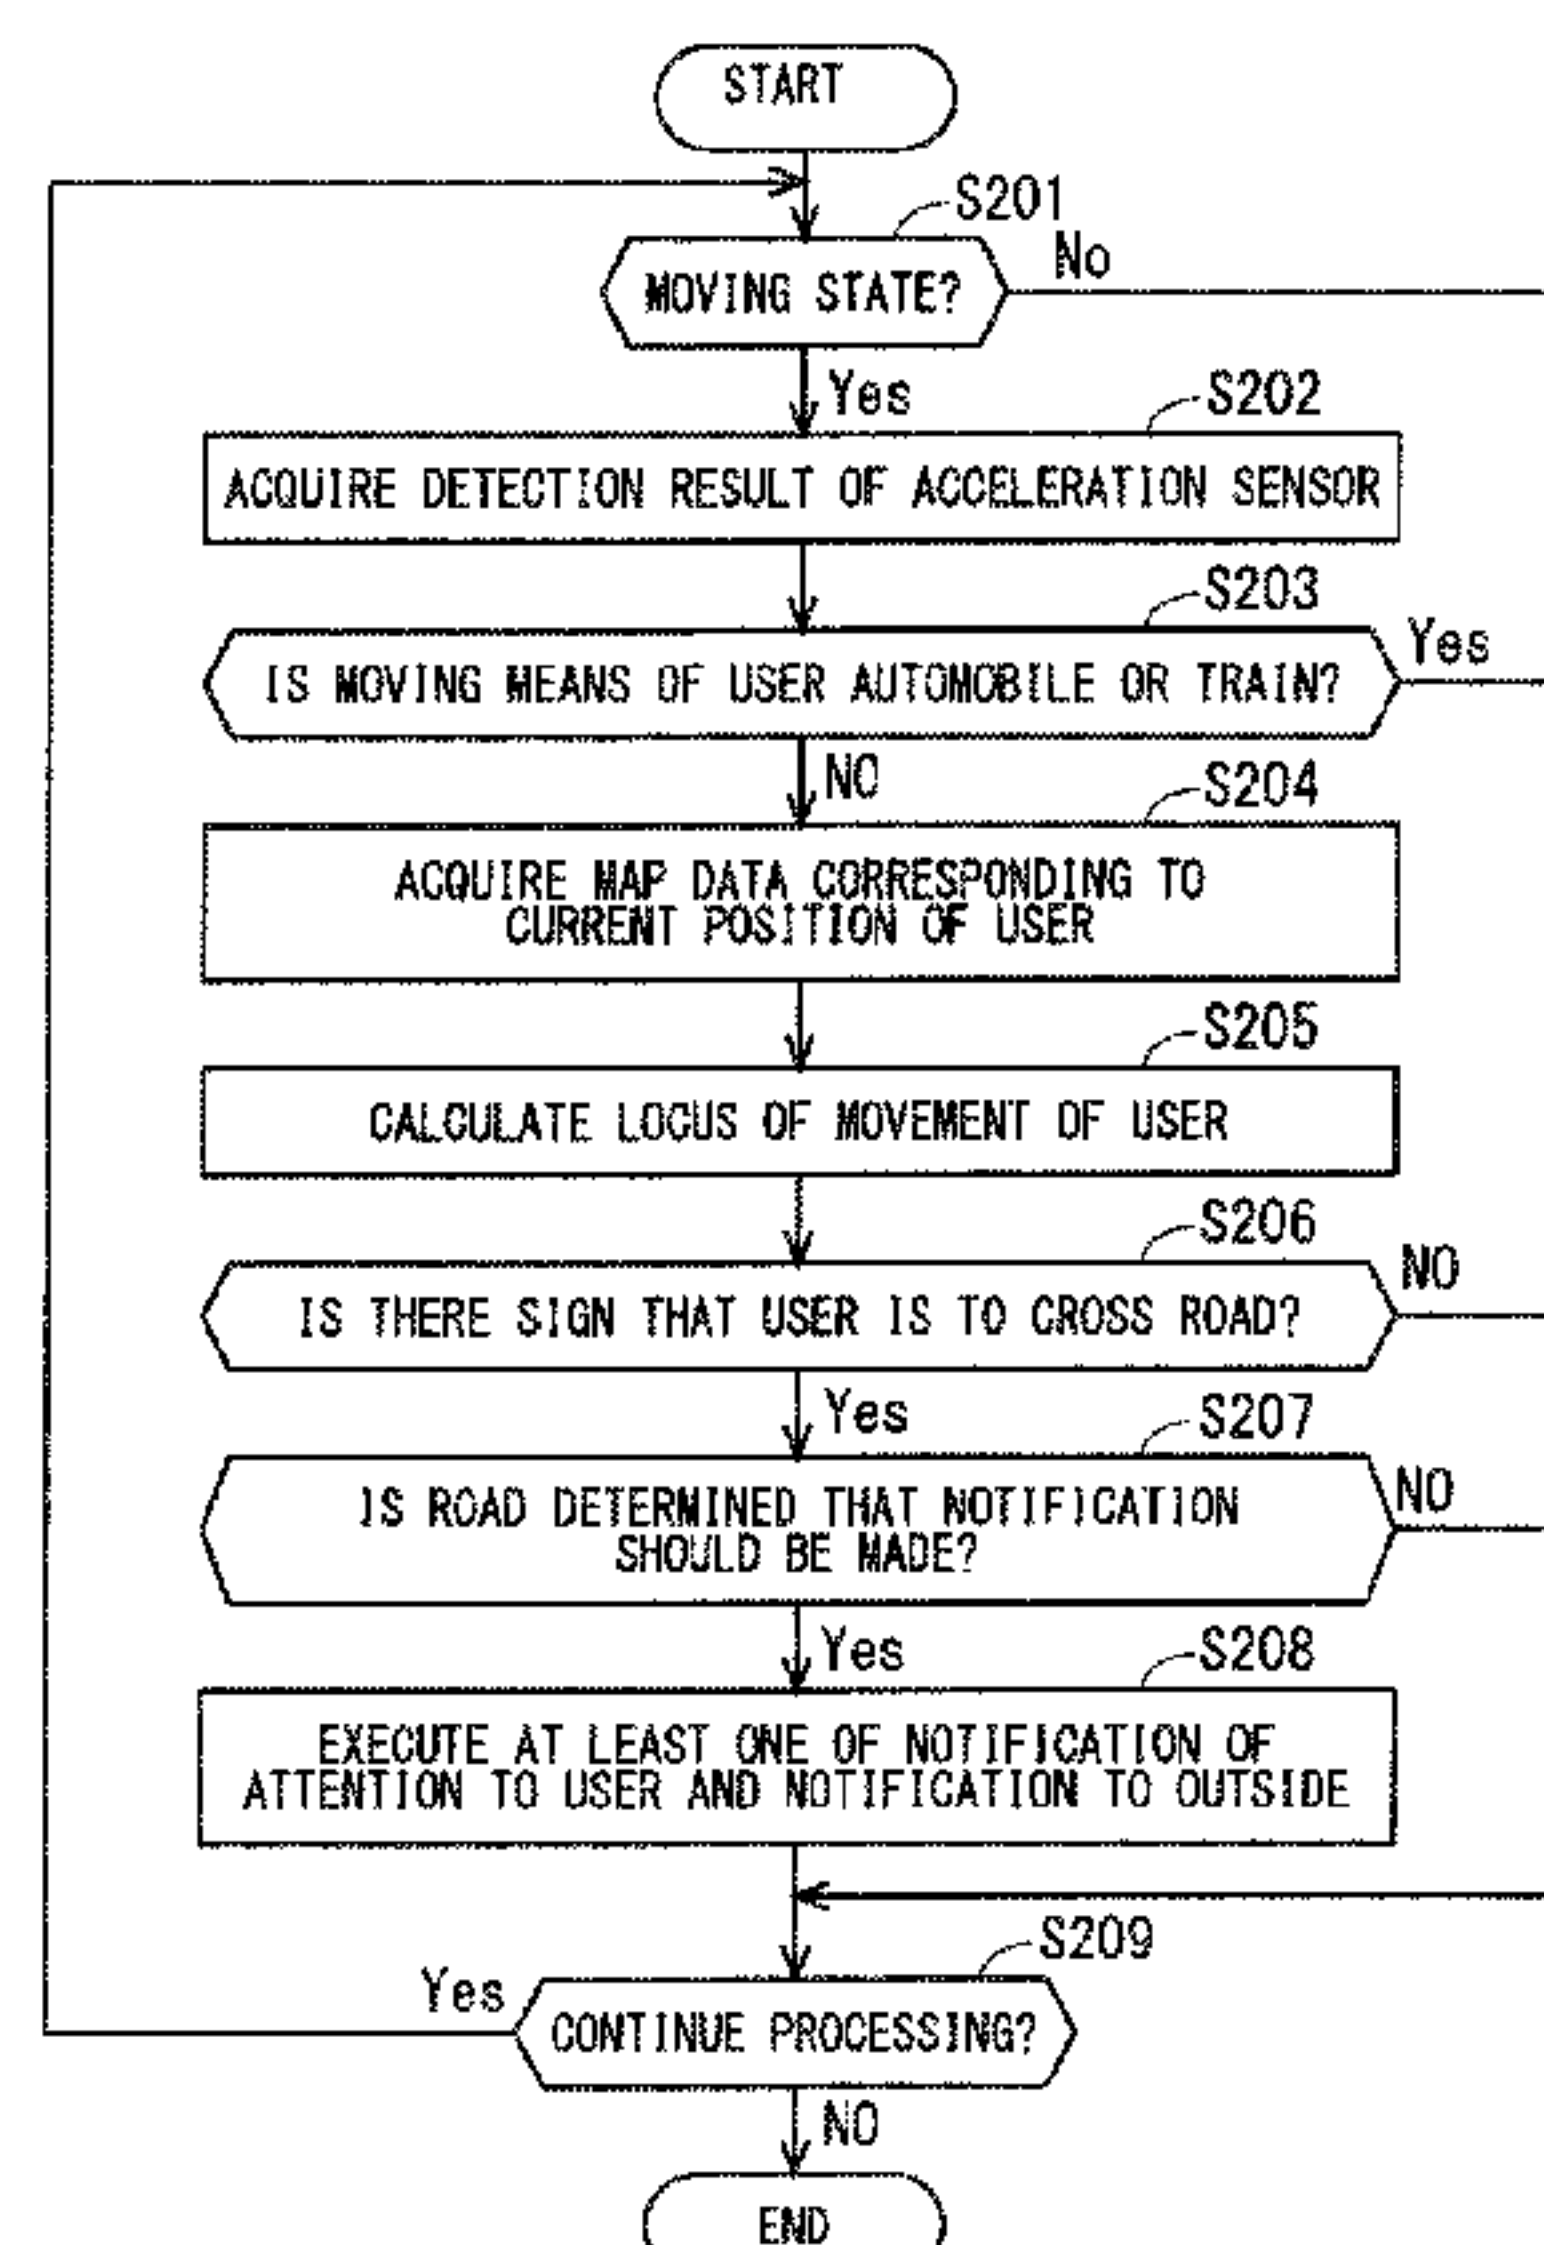 START
S201
MOVING STATE?
No
Yes
S202
ACQUIRE DETECTION RESULT OF ACCELERATION SENSOR
S203
IS MOVING MEANS OF USER AUTOMOBILE OR TRAIN?
Yes
NO
S204
ACQUIRE MAP DATA CORRESPONDING TO
CURRENT POSITION OF USER
S205
CALCULATE LOCUS OF MOVEMENT OF USER
S206
IS THERE SIGN THAT USER IS TO CROSS ROAD?
NO
Yes
S207
IS ROAD DETERMINED THAT NOTIFICATION
SHOULD BE MADE?
NO
Yes
S208
EXECUTE AT LEAST ONE OF NOTIFICATION OF
ATTENTION TO USER AND NOTIFICATION TO OUTSIDE
S209
Yes
CONTINUE PROCESSING?
NO
END